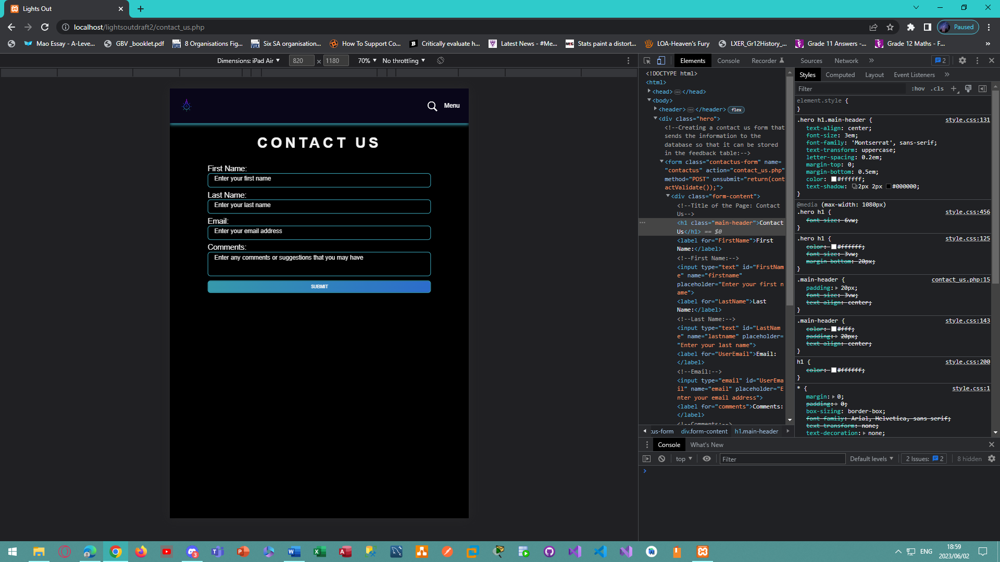 Lights Out
localhost/lightsoutdraft2/contact_us.php
Paused
Mao Essay - A-Leve...
GBV _booklet.pdf
8 Organisations Fig...
Six SA organisation...
How To Support Co...
Critically evaluate h...
Latest News - #Me...
Stats paint a distort...
LOA-Heaven's Fury
LXER_Gr12History_...
Grade 11 Answers -...
Grade 12 Maths - F...
»
Dimensions: iPad Air
820 × 1180
70%
No throttling
Menu
CONTACT US
First Name:
Enter your first name
Last Name:
Enter your last name
Email:
Enter your email address
Comments:
Enter any comments or suggestions that you may have
SUBMIT
Elements
Console
Recorder
Sources
Network
»
2
<!DOCTYPE html>
<html>
<head>…</head>
<body>
<header>…</header> flex
<div class="hero">
<!--Creating a contact us form that
sends the information to the
database so that it can be stored
in the feedback table:-->
<form class="contactus-form" name=
"contactus" action="contact_us.php"
method="POST" onsubmit="return(cont
actValidate());">
<div class="form-content">
<!--Title of the Page: Contact
Us-->
<h1 class="main-header">Contact
Us</h1> == $0
<label for="FirstName">First
Name:</label>
<!--First Name:-->
<input type="text" id="FirstNam
e" name="firstname"
placeholder="Enter your first n
ame">
<label for="LastName">Last
Name:</label>
<!--Last Name:-->
<input type="text" id="LastNam
e" name="lastname" placeholder=
"Enter your last name">
<label for="UserEmail">Email:
</label>
<!--Email:-->
<input type="email" id="UserEma
il" name="email" placeholder="E
nter your email address">
<label for="comments">Comments:
</label>
<!--Comments:-->
tus-form
div.form-content
h1.main-header
Styles
Computed
Layout
Event Listeners
»
Filter
:hov .cls +
element.style {
}
.hero h1.main-header {
style.css:131
text-align: center;
font-size: 3em;
font-family: 'Montserrat', sans-serif;
text-transform: uppercase;
letter-spacing: 0.2em;
margin-top: 0;
margin-bottom: 0.5em;
color: #ffffff;
text-shadow: 2px 2px #000000;
}
@media (max-width: 1080px)
.hero h1 {
style.css:456
font-size: 6vw;
}
.hero h1 {
style.css:125
color: #ffffff;
font-size: 3vw;
margin-bottom: 20px;
}
.main-header {
contact_us.php:15
padding: 20px;
font-size: 3vw;
text-align: center;
}
.main-header {
style.css:143
color: #fff;
padding: 20px;
text-align: center;
}
h1 {
style.css:200
color: #ffffff;
}
* {
style.css:1
margin: 0;
padding: 0;
box-sizing: border-box;
font-family: Arial, Helvetica, sans-serif;
text-transform: none;
text-decoration: none;
Console
What's New
top
Filter
Default levels
2 Issues: 2
8 hidden
3
ENG
18:59
2023/06/02